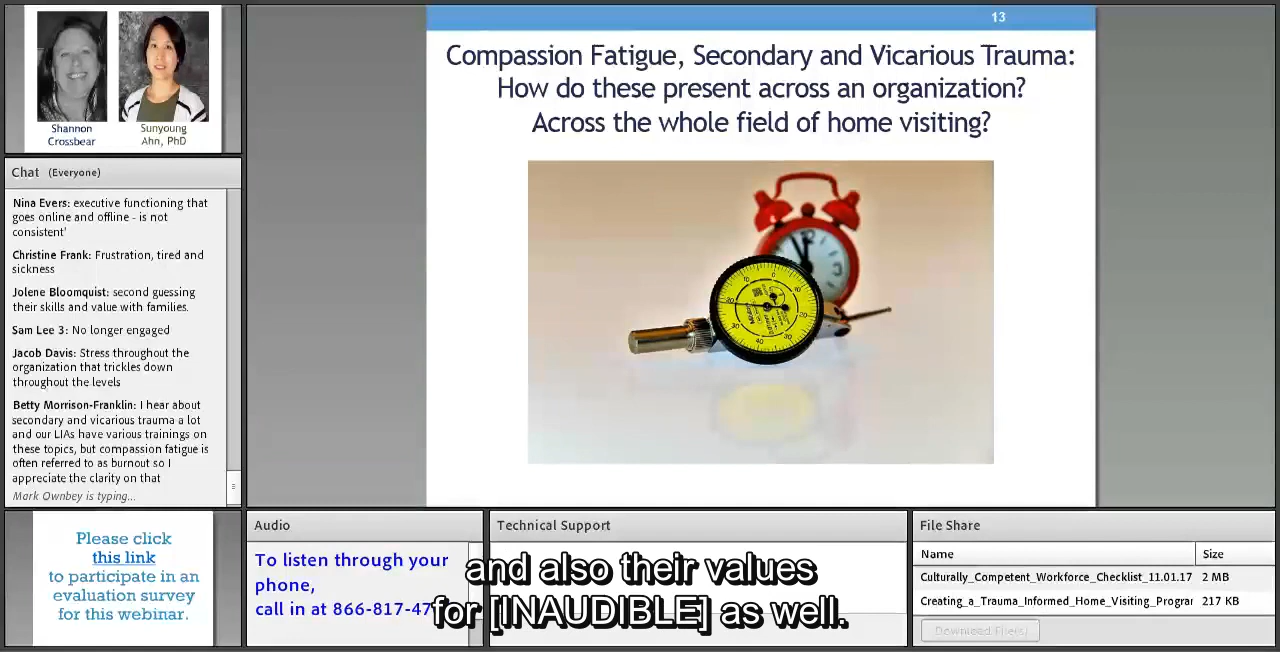 Shannon
Crossbear
Sunyoung
Ahn, PhD
Chat (Everyone)
Nina Evers: executive functioning that
goes online and offline - is not
consistent'
Christine Frank: Frustration, tired and
sickness
Jolene Bloomquist: second guessing
their skills and value with families.
Sam Lee 3: No longer engaged
Jacob Davis: Stress throughout the
organization that trickles down
throughout the levels
Betty Morrison-Franklin: I hear about
secondary and vicarious trauma a lot
and our LIAs have various trainings on
these topics, but compassion fatigue is
often referred to as burnout so I
appreciate the clarity on that
Mark Ownbey is typing...
Please click
this link
to participate in an
evaluation survey
for this webinar.
13
Compassion Fatigue, Secondary and Vicarious Trauma:
How do these present across an organization?
Across the whole field of home visiting?
Audio
To listen through your
phone,
call in at 866-817-47
Technical Support
and also their values
for [INAUDIBLE] as well.
File Share
Name Size
Culturally_Competent_Workforce_Checklist_11.01.17 2 MB
Creating_a_Trauma_Informed_Home_Visiting_Prograr 217 KB
Download File(s)